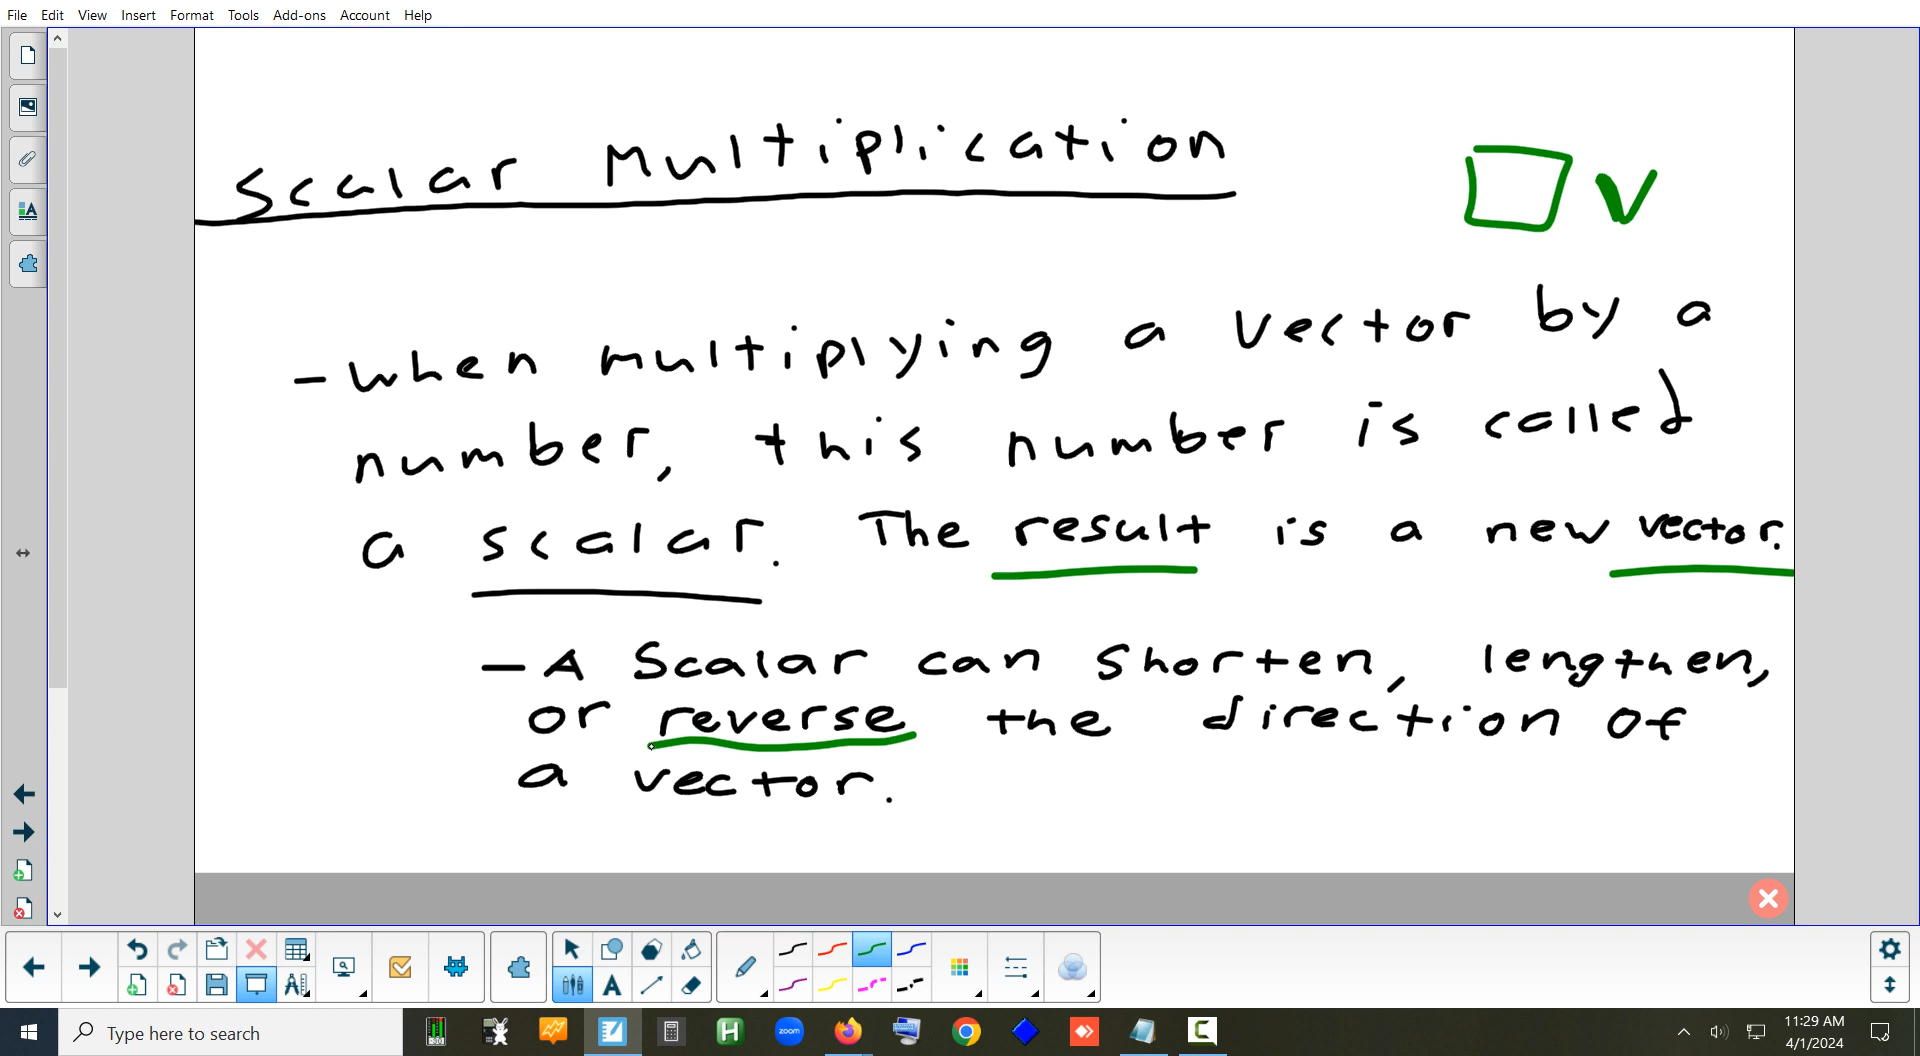 File Edit View Insert Format Tools Add-ons Account Help
Scalar Multiplication
V
- when multiplying a vector by a
number, this number is called
a scalar. The result is a new vector.
- A Scalar can shorten, lengthen,
or reverse the direction of
a vector.
Type here to search
zoom
11:29 AM
4/1/2024